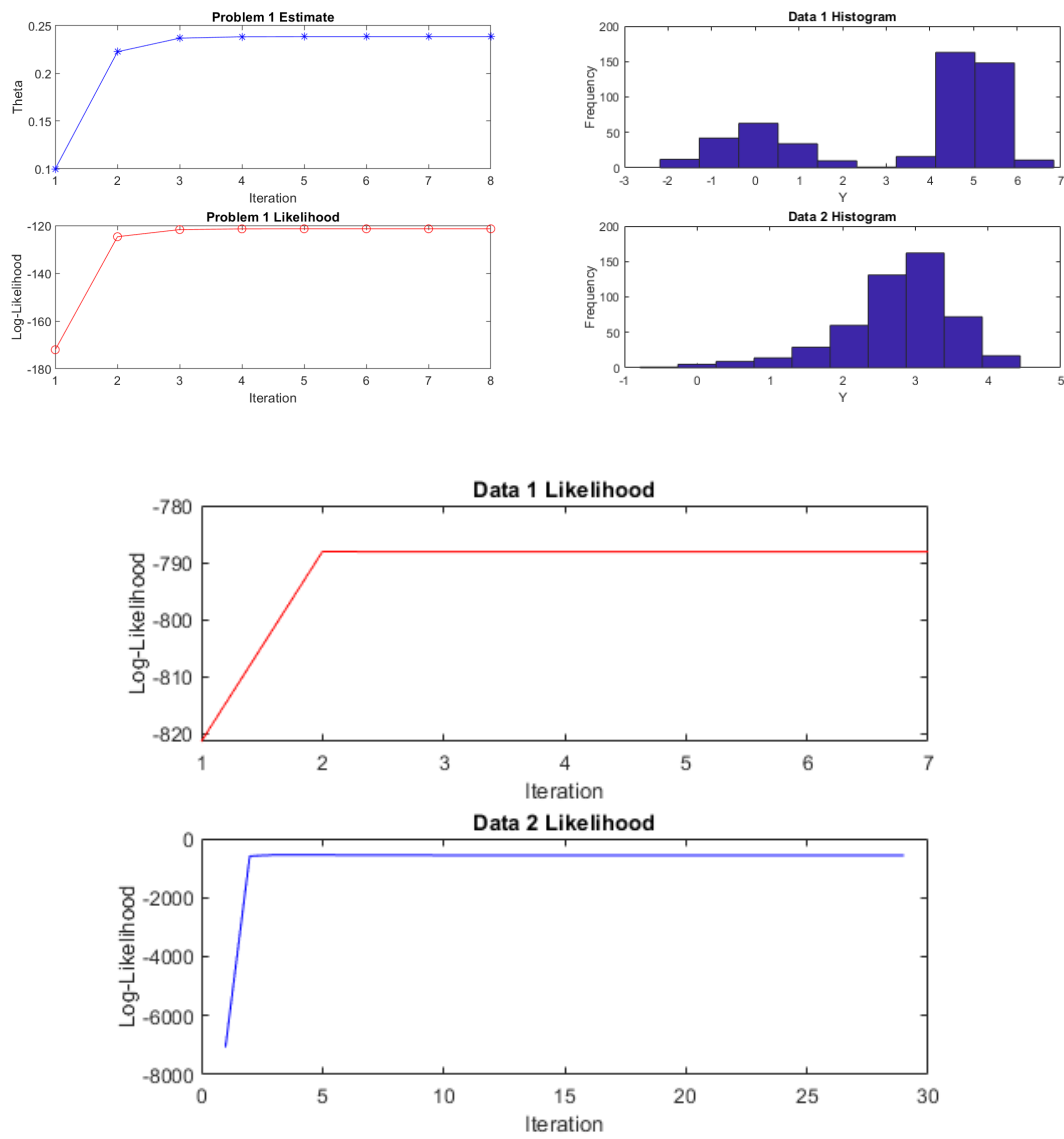 Problem 1 Estimate
0.25
0.2
0.15
0.1
Theta
1 2 3 4 5 6 7 8
Iteration
Problem 1 Likelihood
-120
-140
-160
-180
Log-Likelihood
1 2 3 4 5 6 7 8
Iteration
Data 1 Histogram
200
150
100
50
0
Frequency
-3 -2 -1 0 1 2 3 4 5 6 7
Y
Data 2 Histogram
200
150
100
50
0
Frequency
-1 0 1 2 3 4 5
Y
Data 1 Likelihood
-780
-790
-800
-810
-820
Log-Likelihood
1 2 3 4 5 6 7
Iteration
Data 2 Likelihood
0
-2000
-4000
-6000
-8000
Log-Likelihood
0 5 10 15 20 25 30
Iteration